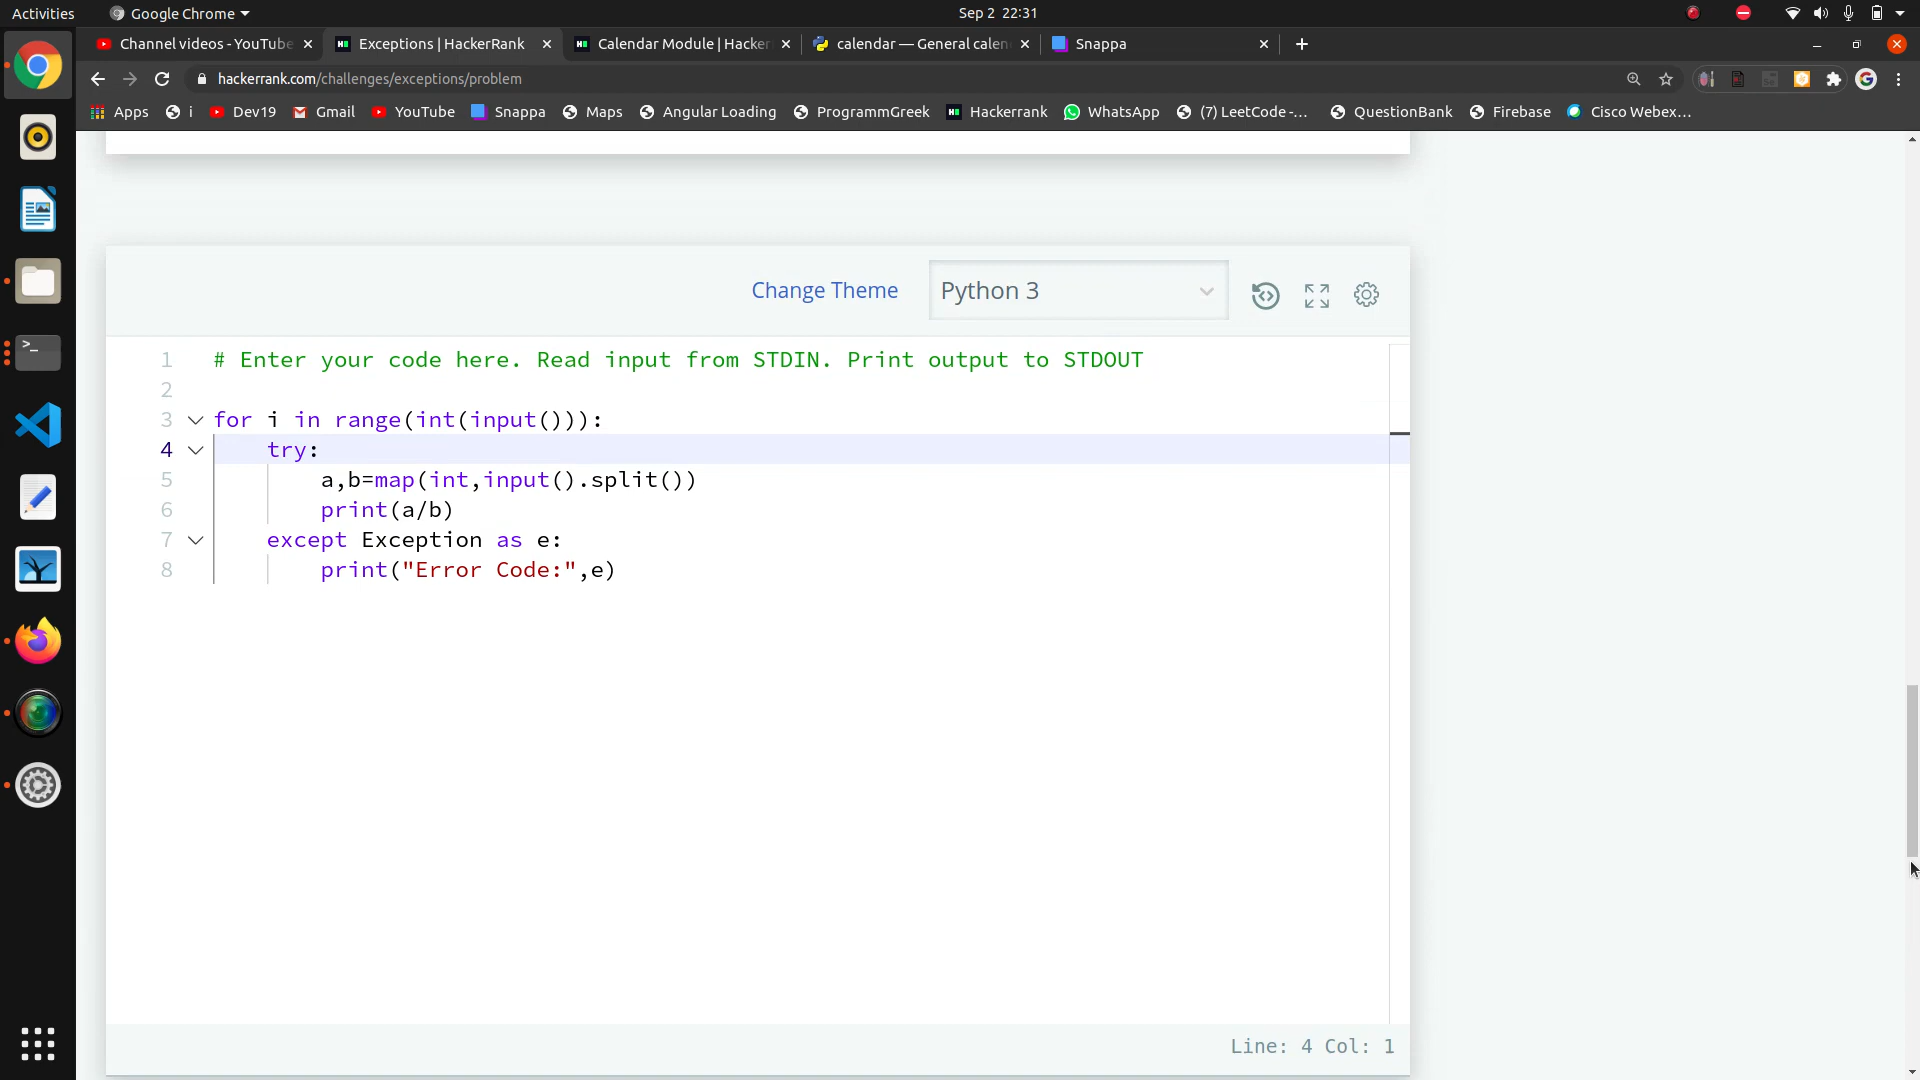 Activities
Google Chrome
Sep 2 22:31
Channel videos - YouTube
Exceptions | HackerRank
Calendar Module | Hacker
calendar — General calen
Snappa
hackerrank.com/challenges/exceptions/problem
Apps
i
Dev19
Gmail
YouTube
Snappa
Maps
Angular Loading
ProgrammGreek
Hackerrank
WhatsApp
(7) LeetCode -...
QuestionBank
Firebase
Cisco Webex...
Change Theme
Python 3
1 # Enter your code here. Read input from STDIN. Print output to STDOUT
2
3 for i in range(int(input())):
4 try:
5 a,b=map(int,input().split())
6 print(a/b)
7 except Exception as e:
8 print("Error Code:",e)
Line: 4 Col: 1